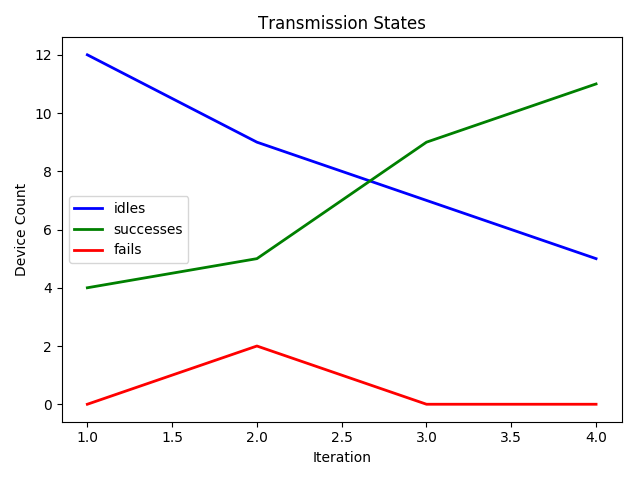 Transmission States
12
10
8
6
4
2
0
Device Count
idles
successes
fails
1.0 1.5 2.0 2.5 3.0 3.5 4.0
Iteration